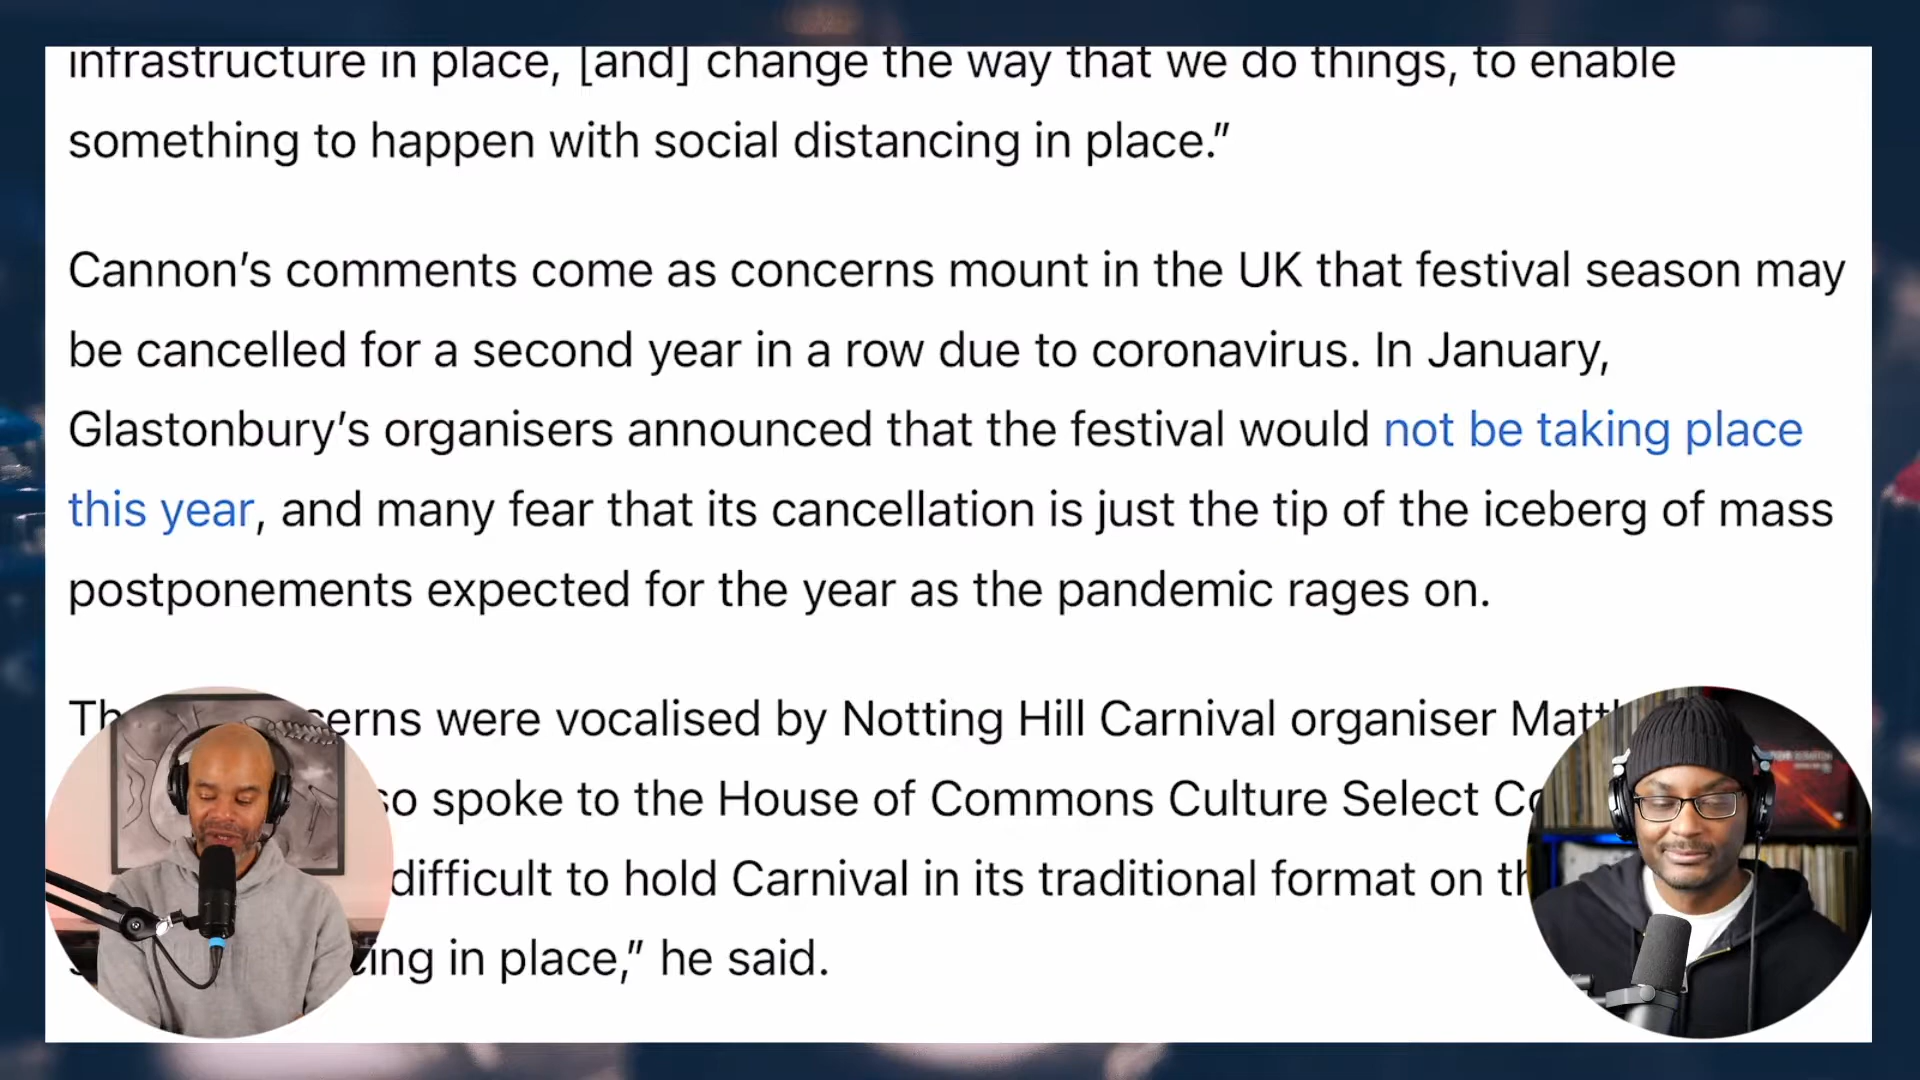 infrastructure in place, [and] change the way that we do things, to enable
something to happen with social distancing in place.”
Cannon’s comments come as concerns mount in the UK that festival season may
be cancelled for a second year in a row due to coronavirus. In January,
Glastonbury’s organisers announced that the festival would not be taking place
this year, and many fear that its cancellation is just the tip of the iceberg of mass
postponements expected for the year as the pandemic rages on.
were vocalised by Notting Hill Carnival organiser
spoke to the House of Commons Culture Select
difficult to hold Carnival in its traditional format on
in place,” he said.